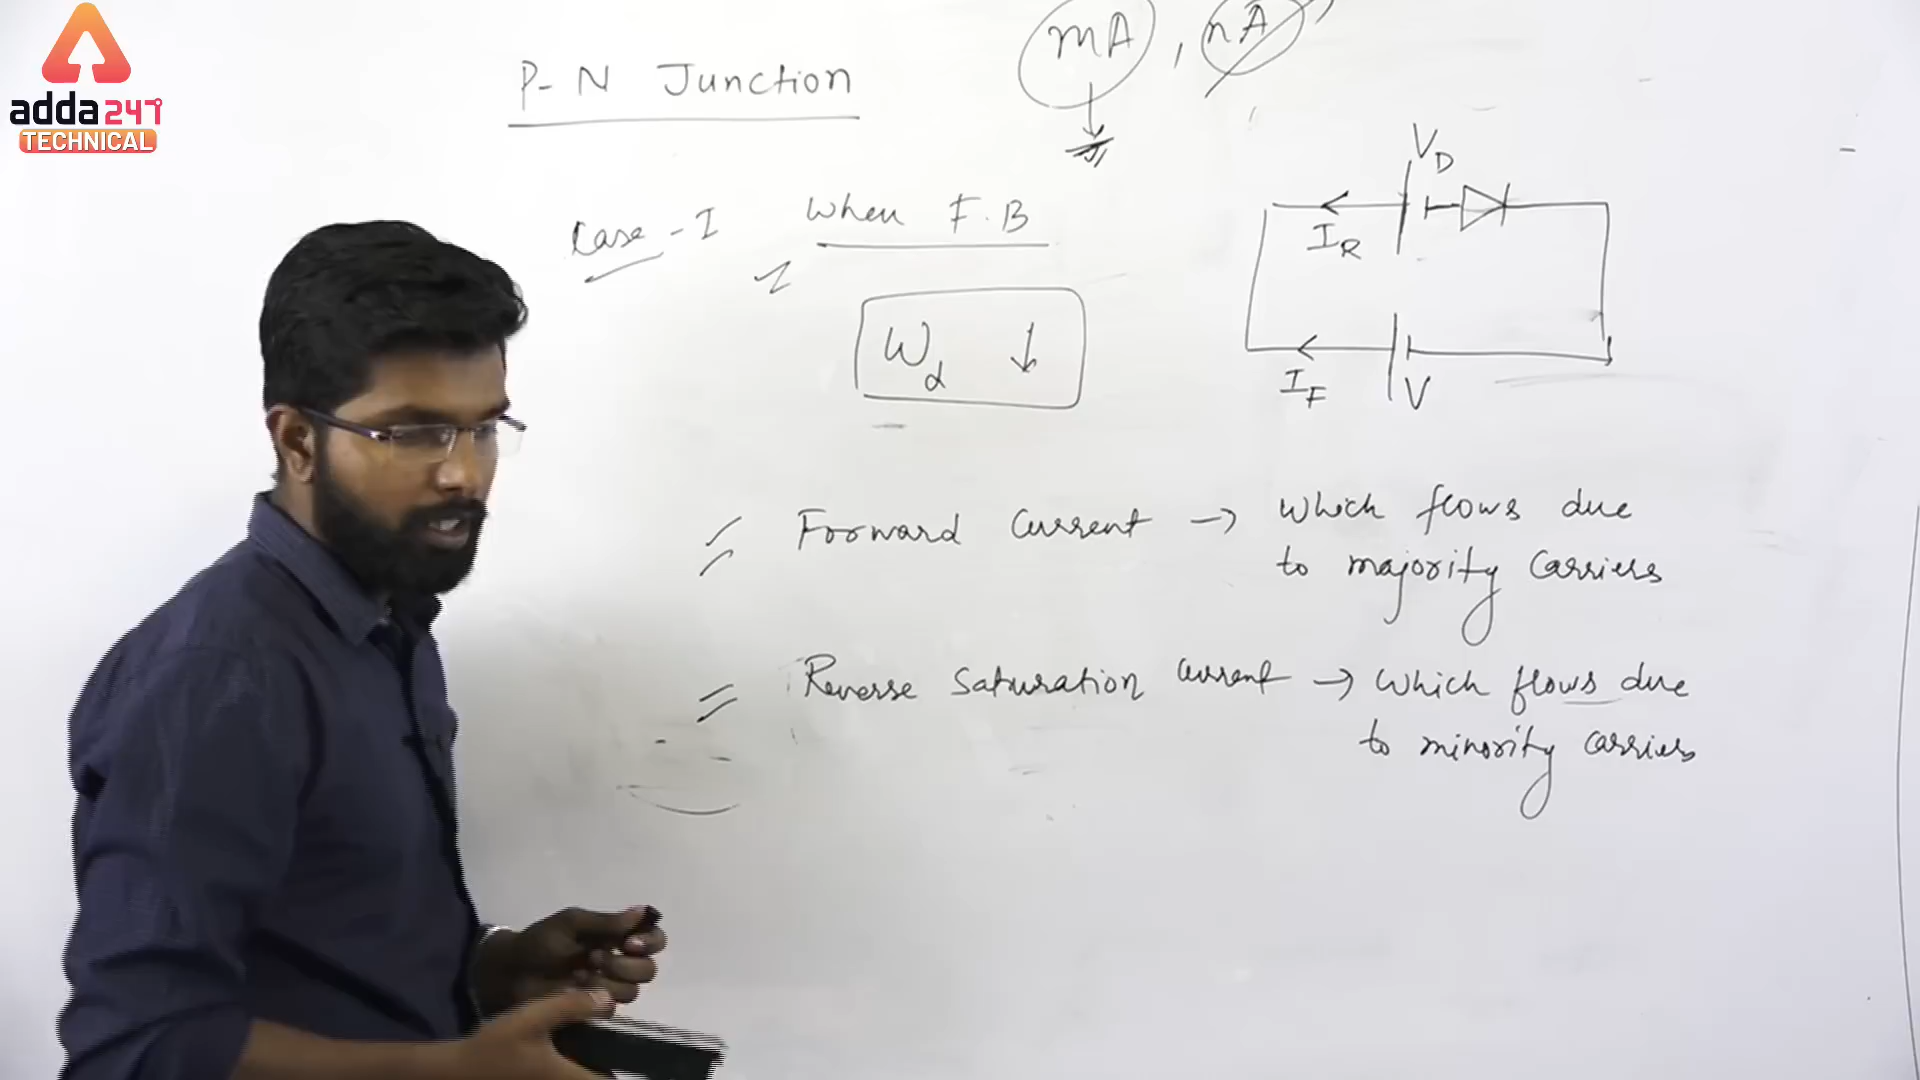 adda247
TECHNICAL
P-N Junction
mA, nA
Case-I When F.B
Wd ↓
VD
IR
IF
V
Forward Current → which flows due
to majority carriers
Reverse Saturation Current → which flows due
to minority carriers